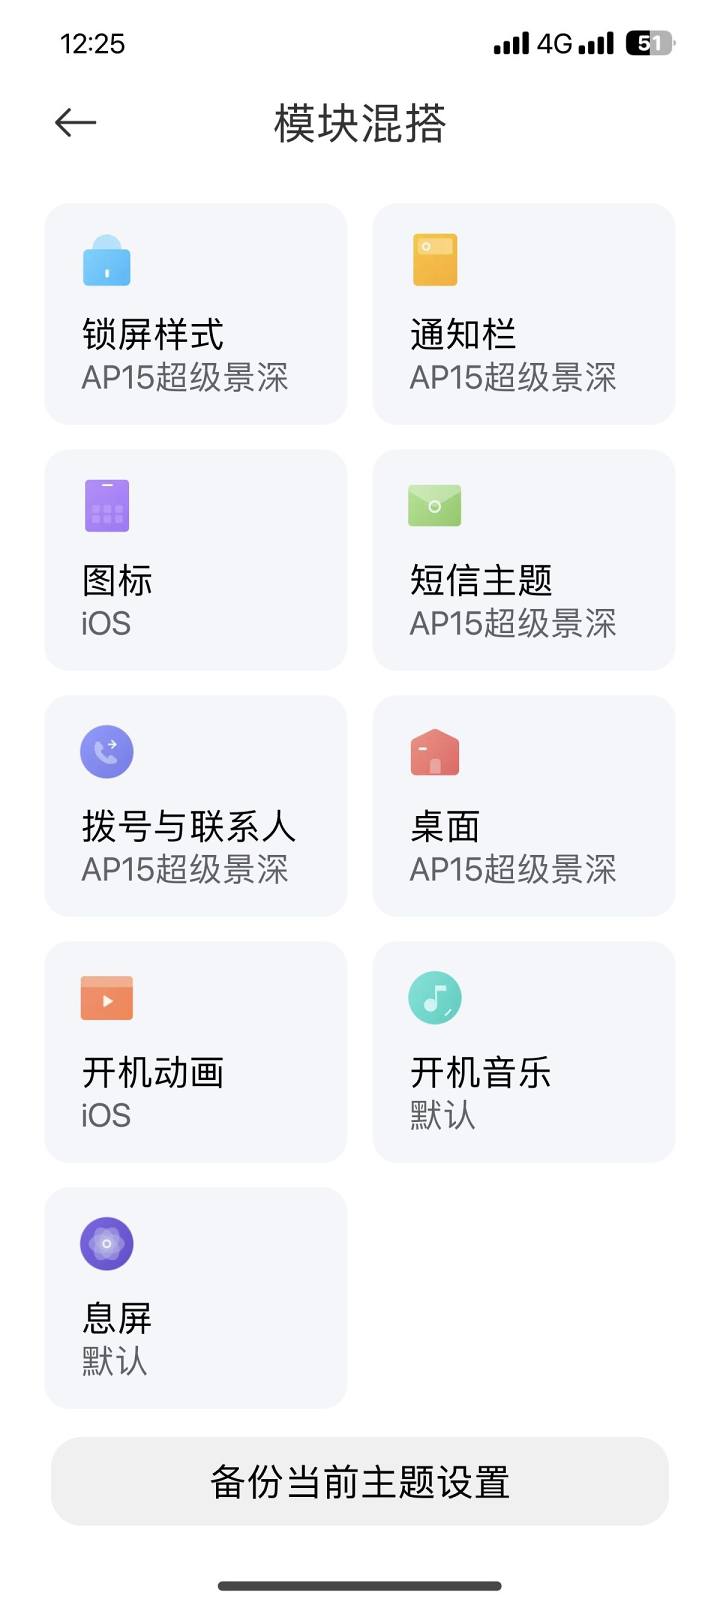 12:25 4G 51
模块混搭
锁屏样式
AP15超级景深
通知栏
AP15超级景深
图标
iOS
短信主题
AP15超级景深
拨号与联系人
AP15超级景深
桌面
AP15超级景深
开机动画
iOS
开机音乐
默认
息屏
默认
备份当前主题设置